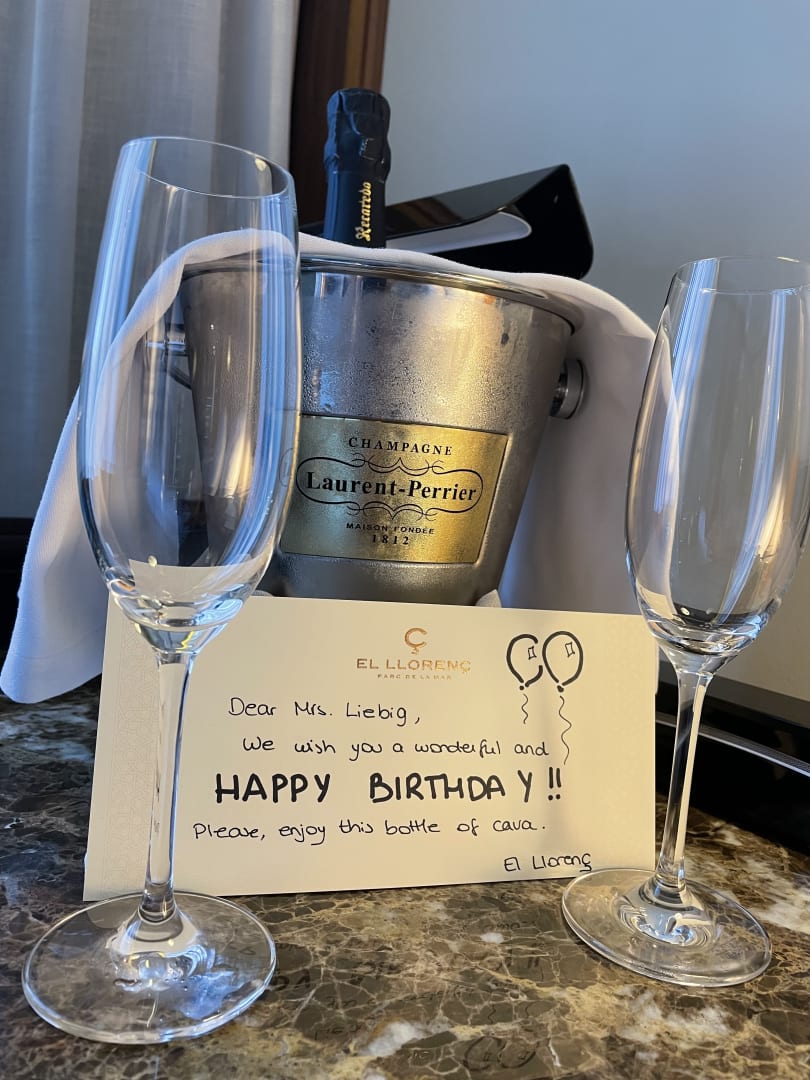 Recaredo
CHAMPAGNE
Laurent-Perrier
MAISON FONDÉE
1812
EL LLORENÇ
PARC DE LA MAR
Dear Mrs. Liebig,
We wish you a wonderful and
HAPPY BIRTHDAY!!
Please, enjoy this bottle of cava.
El Llorenç